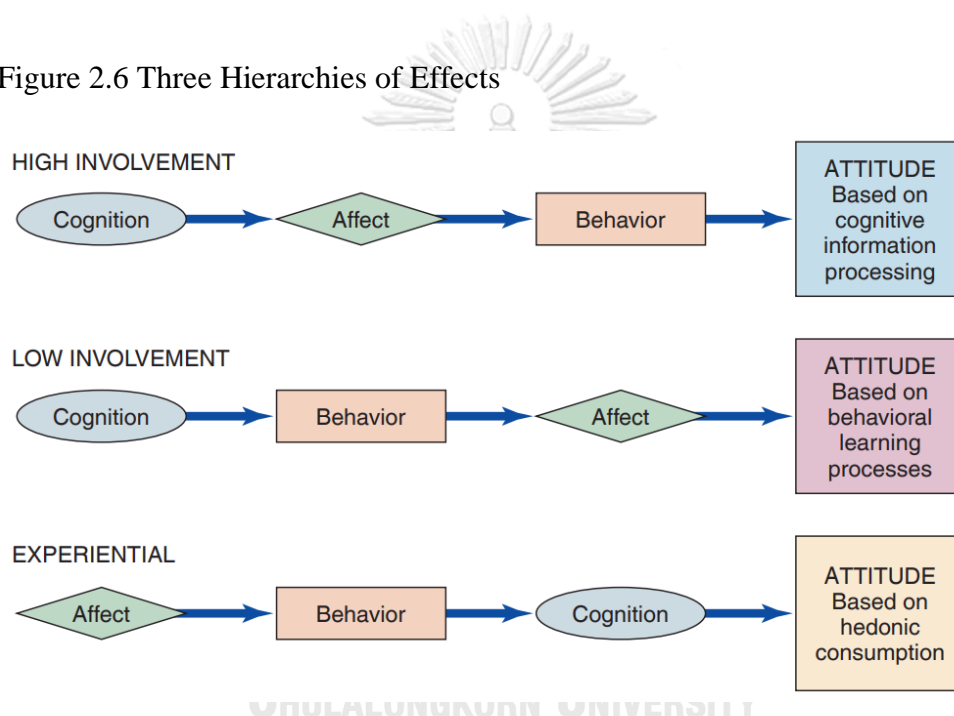 Figure 2.6 Three Hierarchies of Effects
HIGH INVOLVEMENT
Cognition
Affect
Behavior
ATTITUDE
Based on
cognitive
information
processing
LOW INVOLVEMENT
Cognition
Behavior
Affect
ATTITUDE
Based on
behavioral
learning
processes
EXPERIENTIAL
Affect
Behavior
Cognition
ATTITUDE
Based on
hedonic
consumption
CHULALONGKORN UNIVERSITY